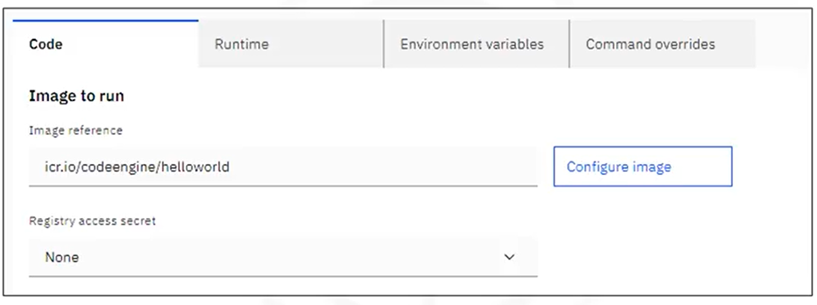 Code Runtime Environment variables Command overrides
Image to run
Image reference
icr.io/codeengine/helloworld Configure image
Registry access secret
None